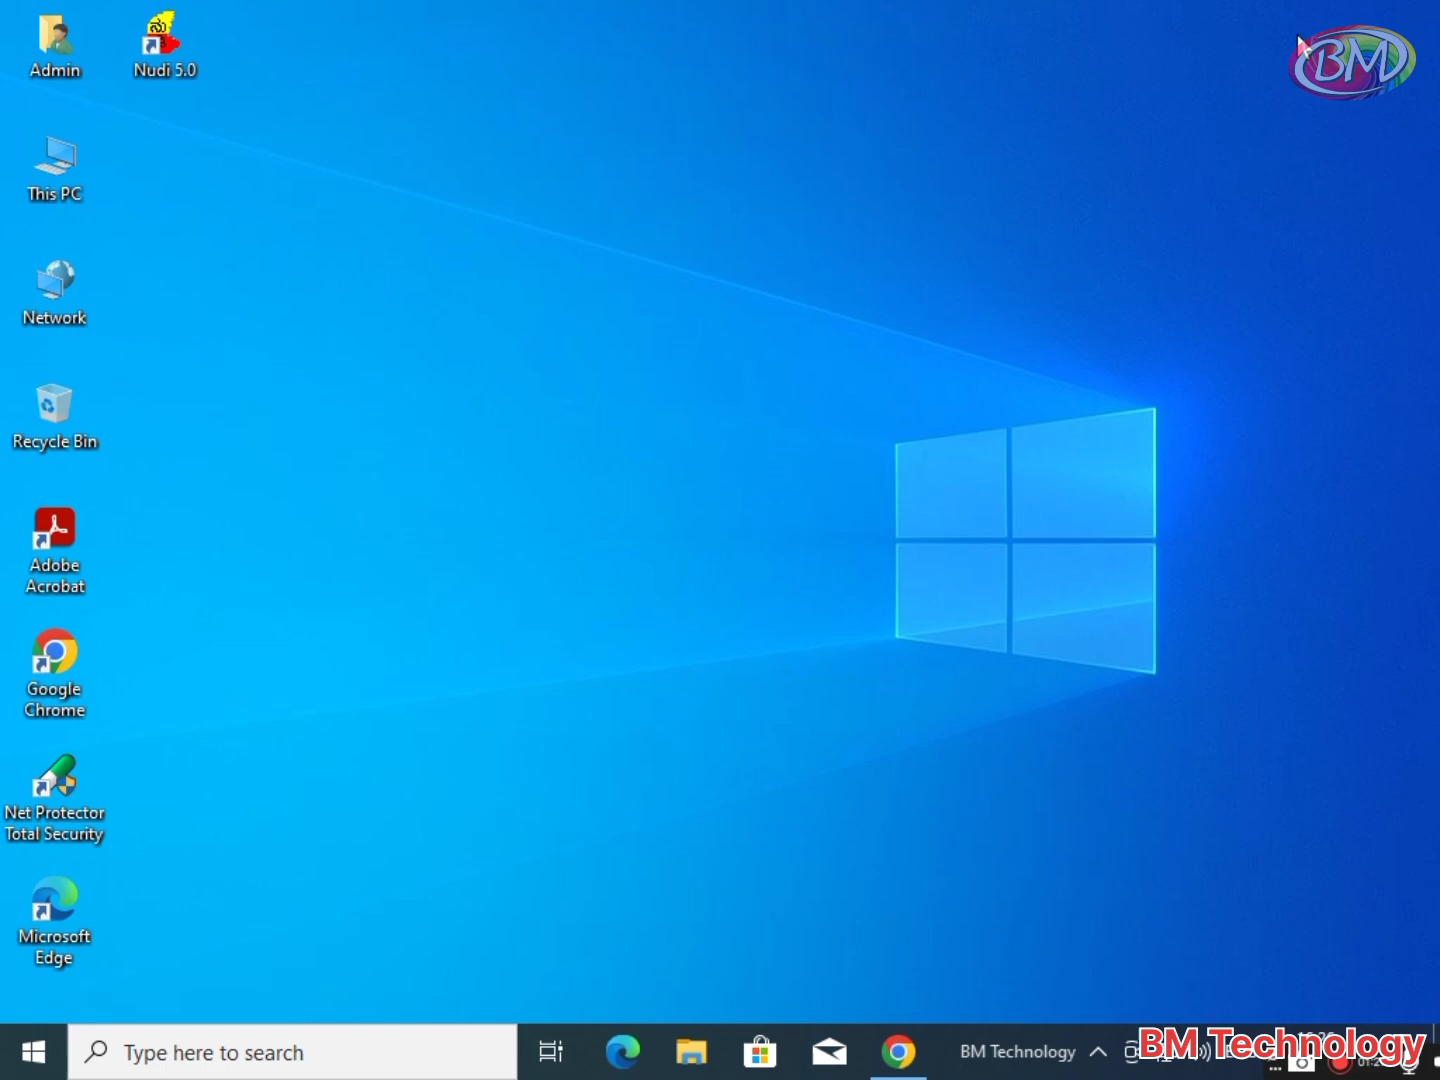 Admin
Nudi 5.0
BM
This PC
Network
Recycle Bin
Adobe
Acrobat
Google
Chrome
Net Protector
Total Security
Microsoft
Edge
Type here to search
BM Technology
BM Technology